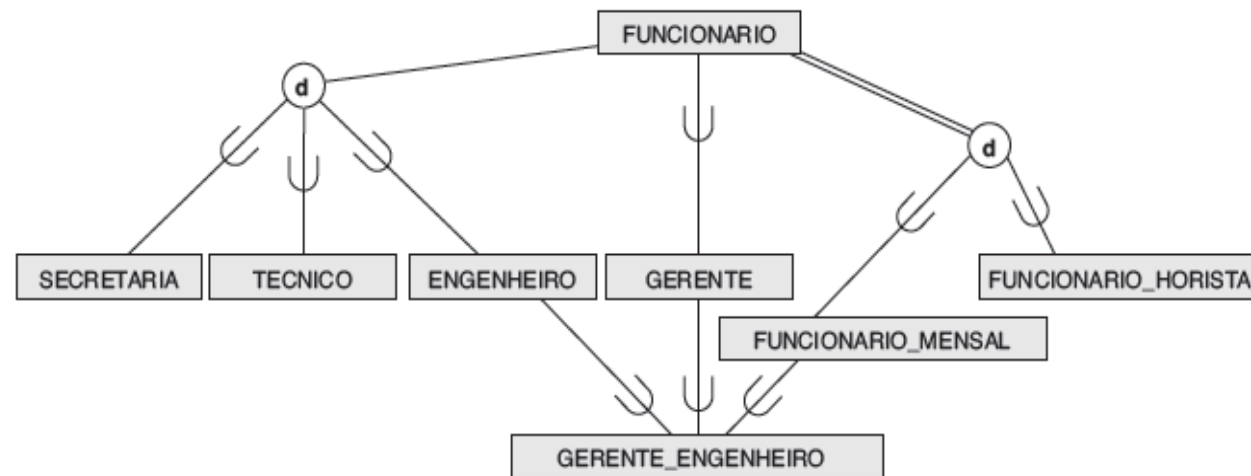 FUNCIONARIO
d
d
SECRETARIA
TECNICO
ENGENHEIRO
GERENTE
FUNCIONARIO_HORISTA
FUNCIONARIO_MENSAL
GERENTE_ENGENHEIRO